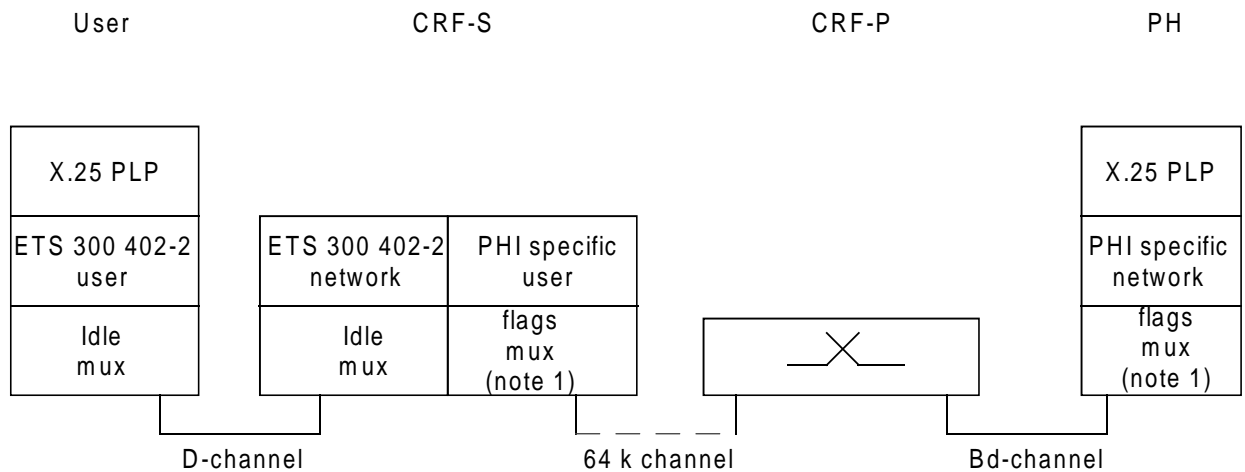 User
CRF-S
CRF-P
PH
X.25 PLP
X.25 PLP
ETS 300 402-2
user
ETS 300 402-2
network
PHI specific
user
PHI specific
network
Idle
mux
Idle
mux
flags
mux
(note 1)
flags
mux
(note 1)
D-channel
64 k channel
Bd-channel